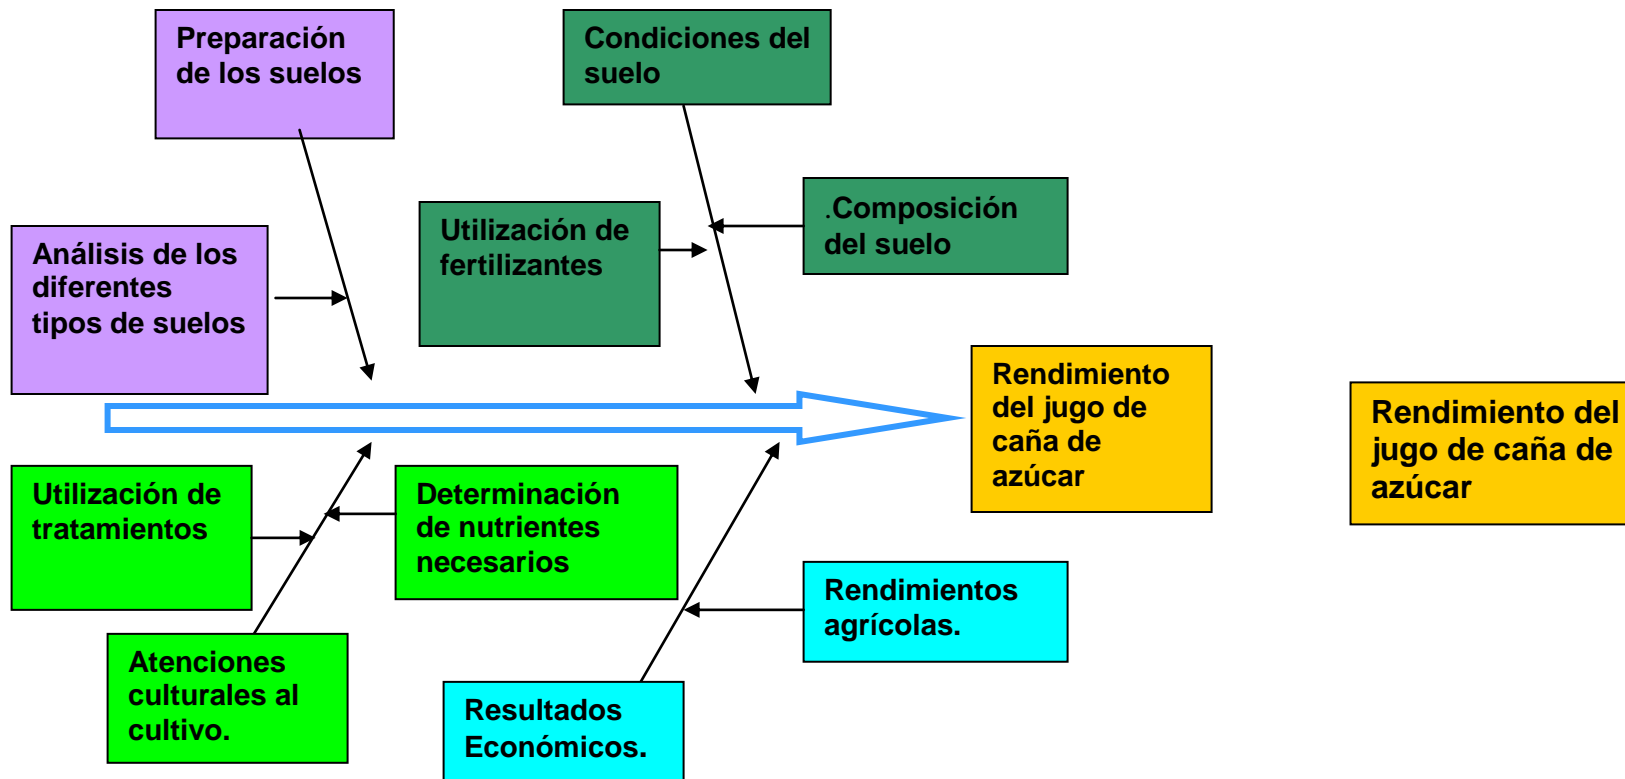 Preparación
de los suelos
Condiciones del
suelo
Análisis de los
diferentes
tipos de suelos
Utilización de
fertilizantes
.Composición
del suelo
Rendimiento
del jugo de
caña de
azúcar
Rendimiento del
jugo de caña de
azúcar
Utilización de
tratamientos
Determinación
de nutrientes
necesarios
Atenciones
culturales al
cultivo.
Rendimientos
agrícolas.
Resultados
Económicos.